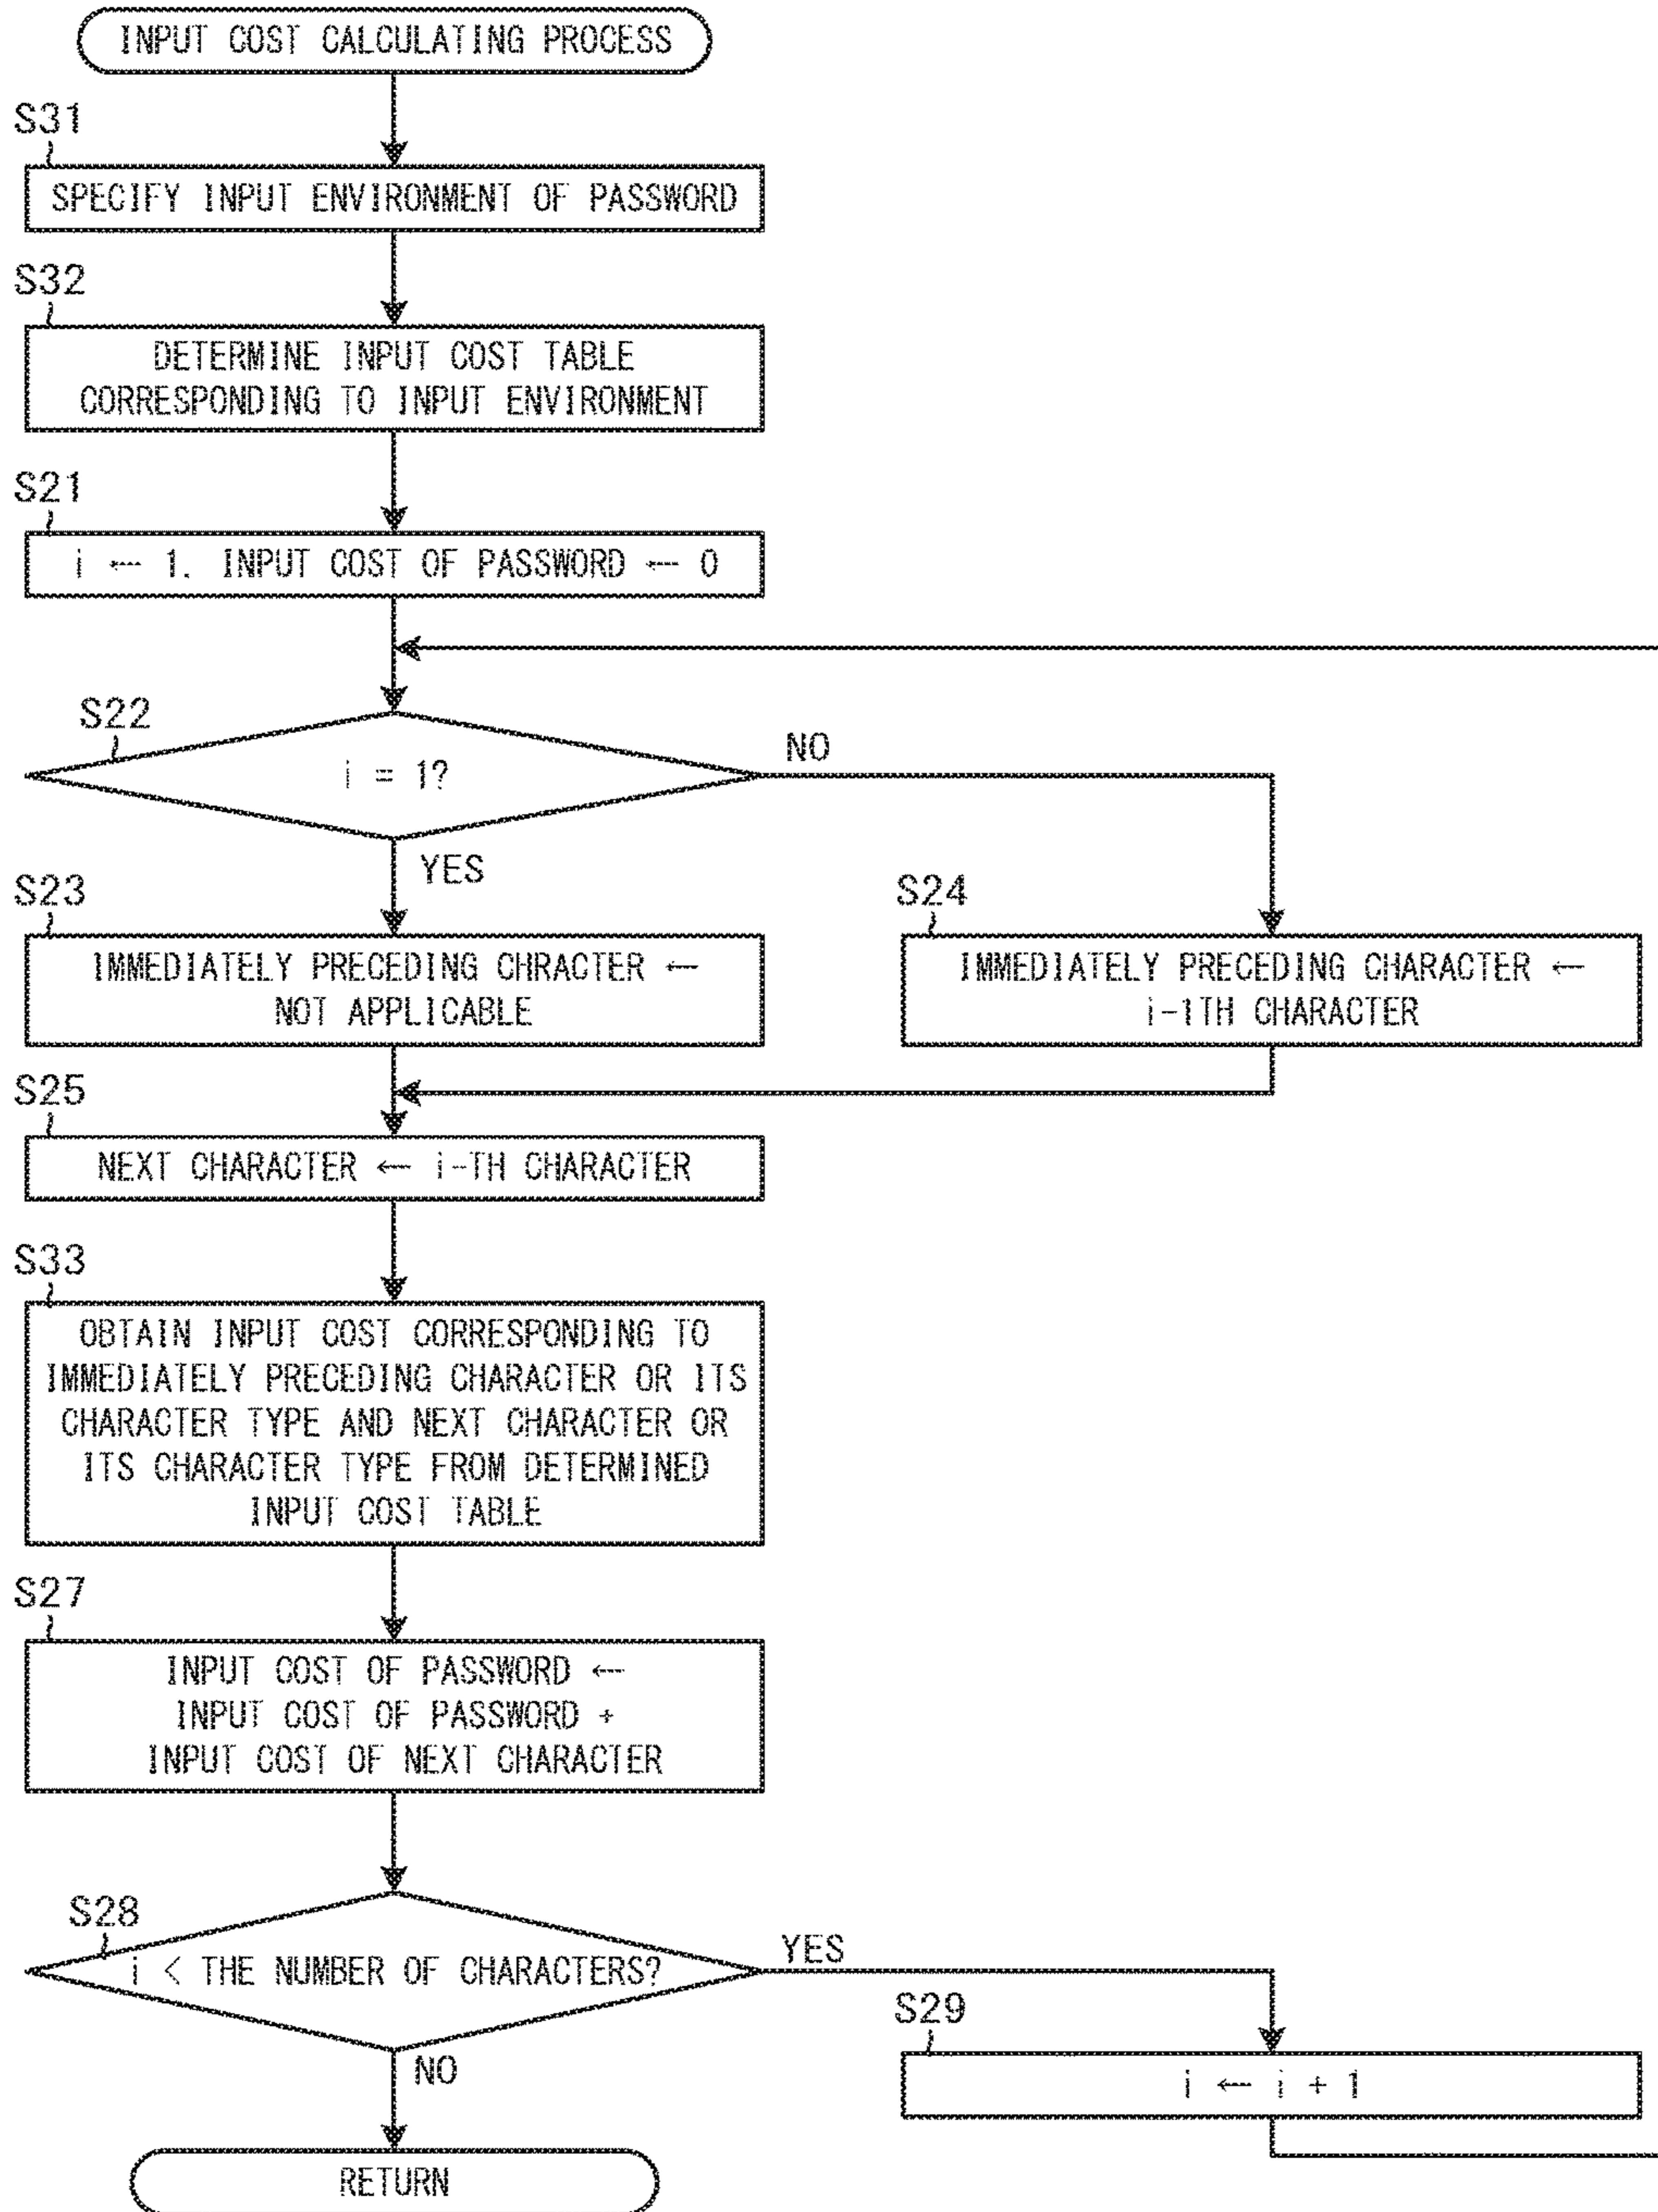 INPUT COST CALCULATING PROCESS
S31
SPECIFY INPUT ENVIRONMENT OF PASSWORD
S32
DETERMINE INPUT COST TABLE
CORRESPONDING TO INPUT ENVIRONMENT
S21
i ← 1. INPUT COST OF PASSWORD ← 0
S22
i = 1?
NO
YES
S23
IMMEDIATELY PRECEDING CHRACTER ←
NOT APPLICABLE
S24
IMMEDIATELY PRECEDING CHARACTER ←
i-1TH CHARACTER
S25
NEXT CHARACTER ← i-TH CHARACTER
S33
OBTAIN INPUT COST CORRESPONDING TO
IMMEDIATELY PRECEDING CHARACTER OR ITS
CHARACTER TYPE AND NEXT CHARACTER OR
ITS CHARACTER TYPE FROM DETERMINED
INPUT COST TABLE
S27
INPUT COST OF PASSWORD ←
INPUT COST OF PASSWORD +
INPUT COST OF NEXT CHARACTER
S28
i < THE NUMBER OF CHARACTERS?
YES
NO
S29
i ← i + 1
RETURN